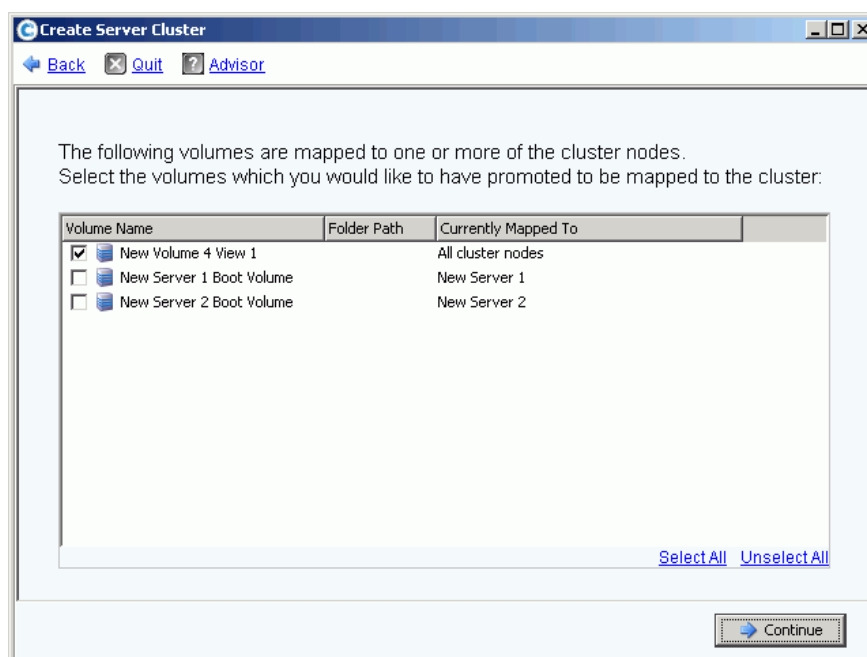 Create Server Cluster
Back Quit Advisor
The following volumes are mapped to one or more of the cluster nodes.
Select the volumes which you would like to have promoted to be mapped to the cluster:
Volume Name Folder Path Currently Mapped To
New Volume 4 View 1 All cluster nodes
New Server 1 Boot Volume New Server 1
New Server 2 Boot Volume New Server 2
Select All Unselect All
Continue